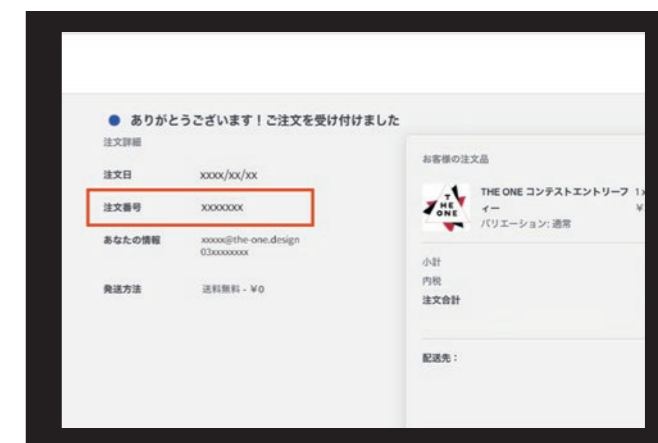 ありがとうございます！ご注文を受け付けました
注文詳細
注文日 xxxx/xx/xx
注文番号 xxxxxxx
あなたの情報 xxxxx@the-one.design
03xxxxxxxx
発送方法 送料無料 - ¥0
お客様の注文品
THE ONE
THE ONE コンテストエントリーフ 1x
ィー ¥
バリエーション: 通常
小計
内税
注文合計
配送先：